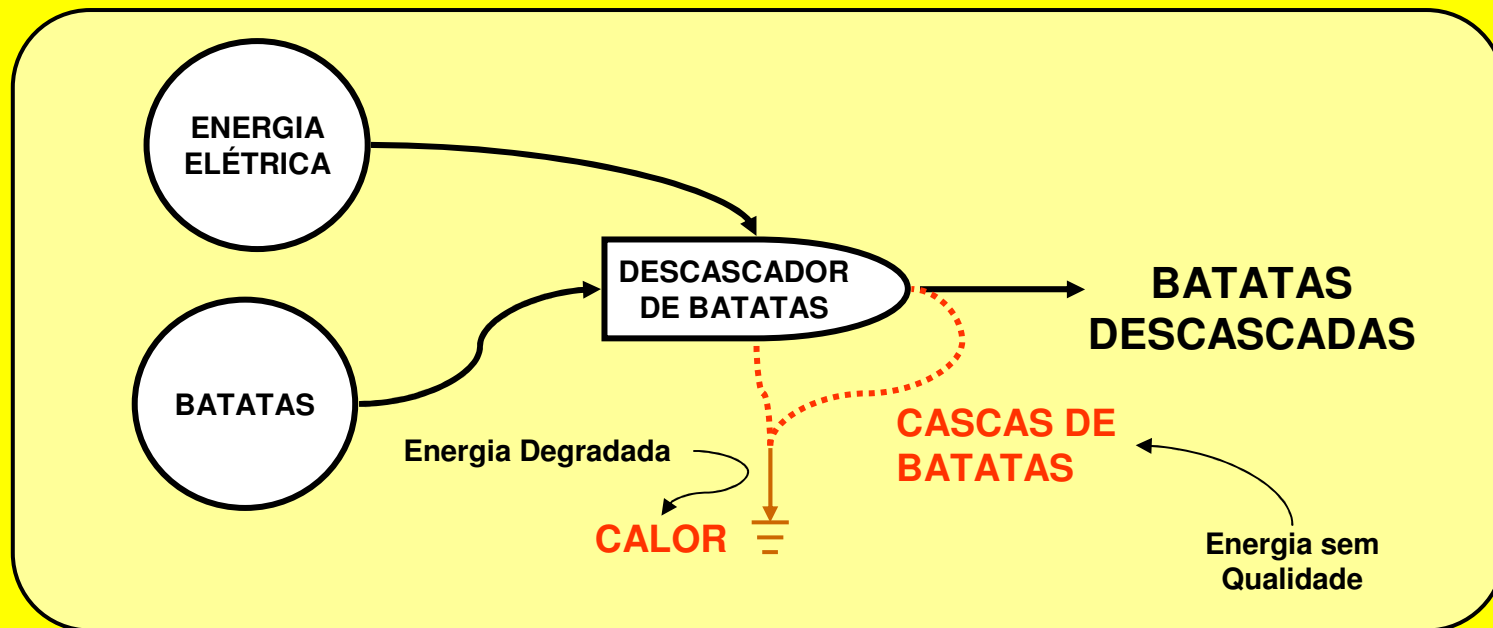 ENERGIA
ELÉTRICA
DESCASCADOR
DE BATATAS
BATATAS
DESCASCADAS
BATATAS
Energia Degradada
CASCAS DE
BATATAS
CALOR
Energia sem
Qualidade